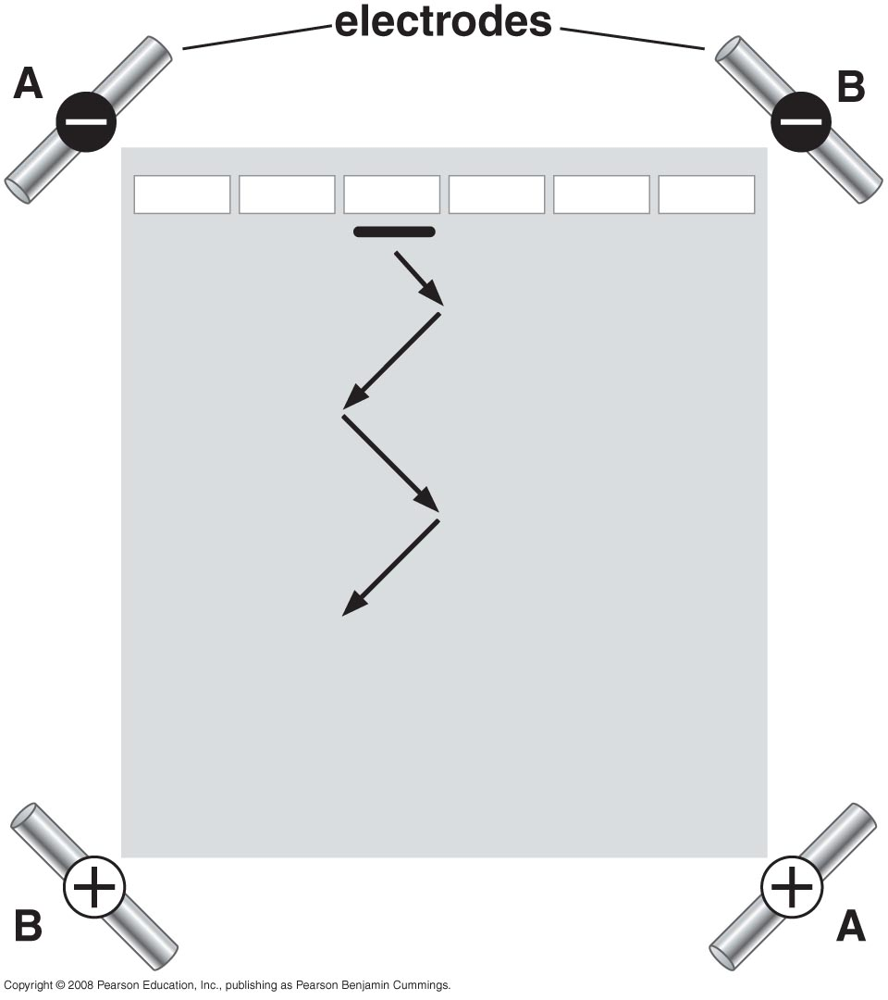 electrodes
A
B
−
−
+
+
B
A
Copyright © 2008 Pearson Education, Inc., publishing as Pearson Benjamin Cummings.